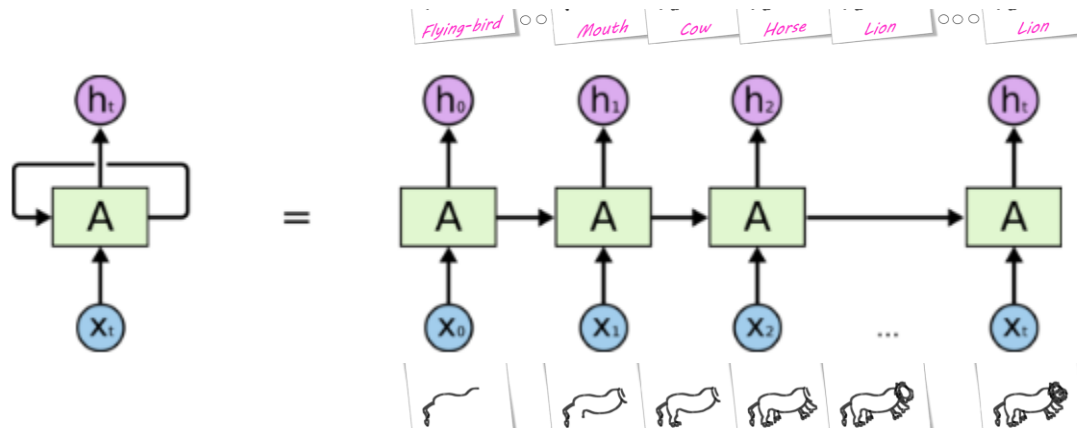 Flying-bird Mouth Cow Horse Lion Lion
hₜ h₀ h₁ h₂ hₜ
A = A A A A
xₜ x₀ x₁ x₂ ... xₜ